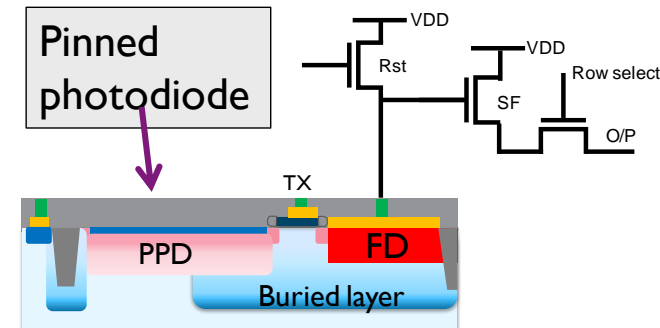 Pinned
photodiode
VDD
Rst
VDD
SF
Row select
O/P
TX
PPD
FD
Buried layer